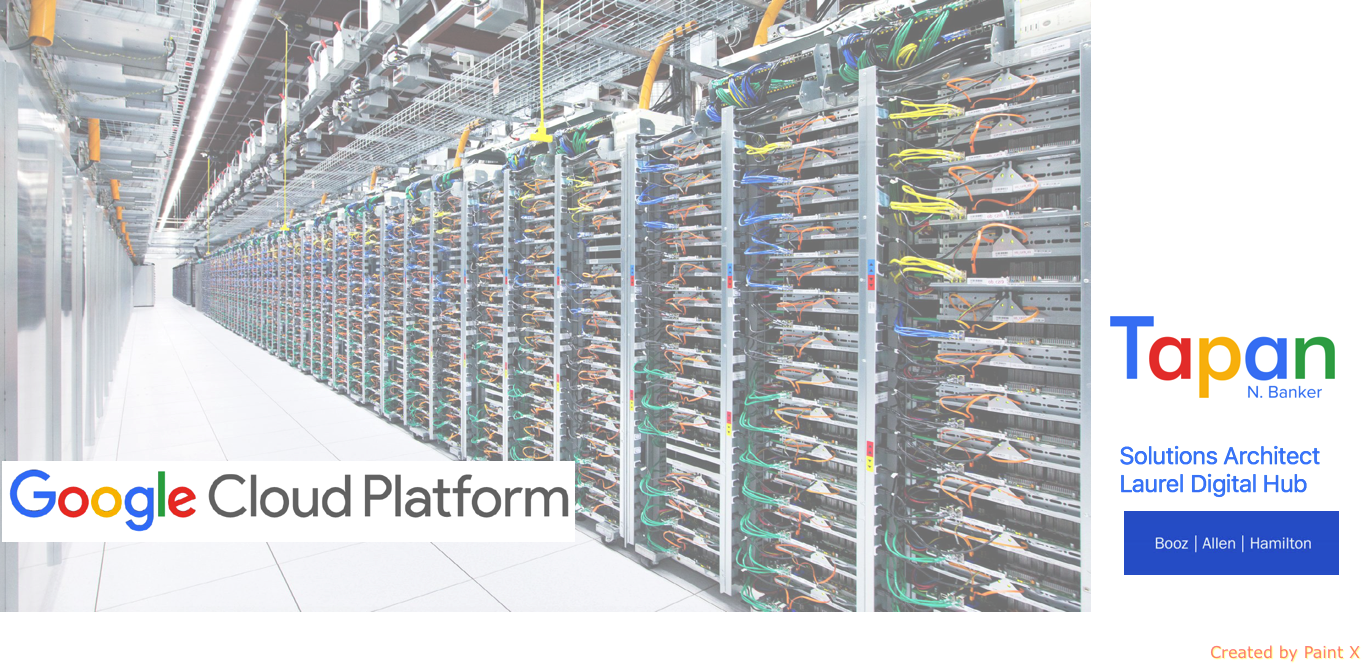 Google Cloud Platform
Tapan
N. Banker
Solutions Architect
Laurel Digital Hub
Booz | Allen | Hamilton
Created by Paint X